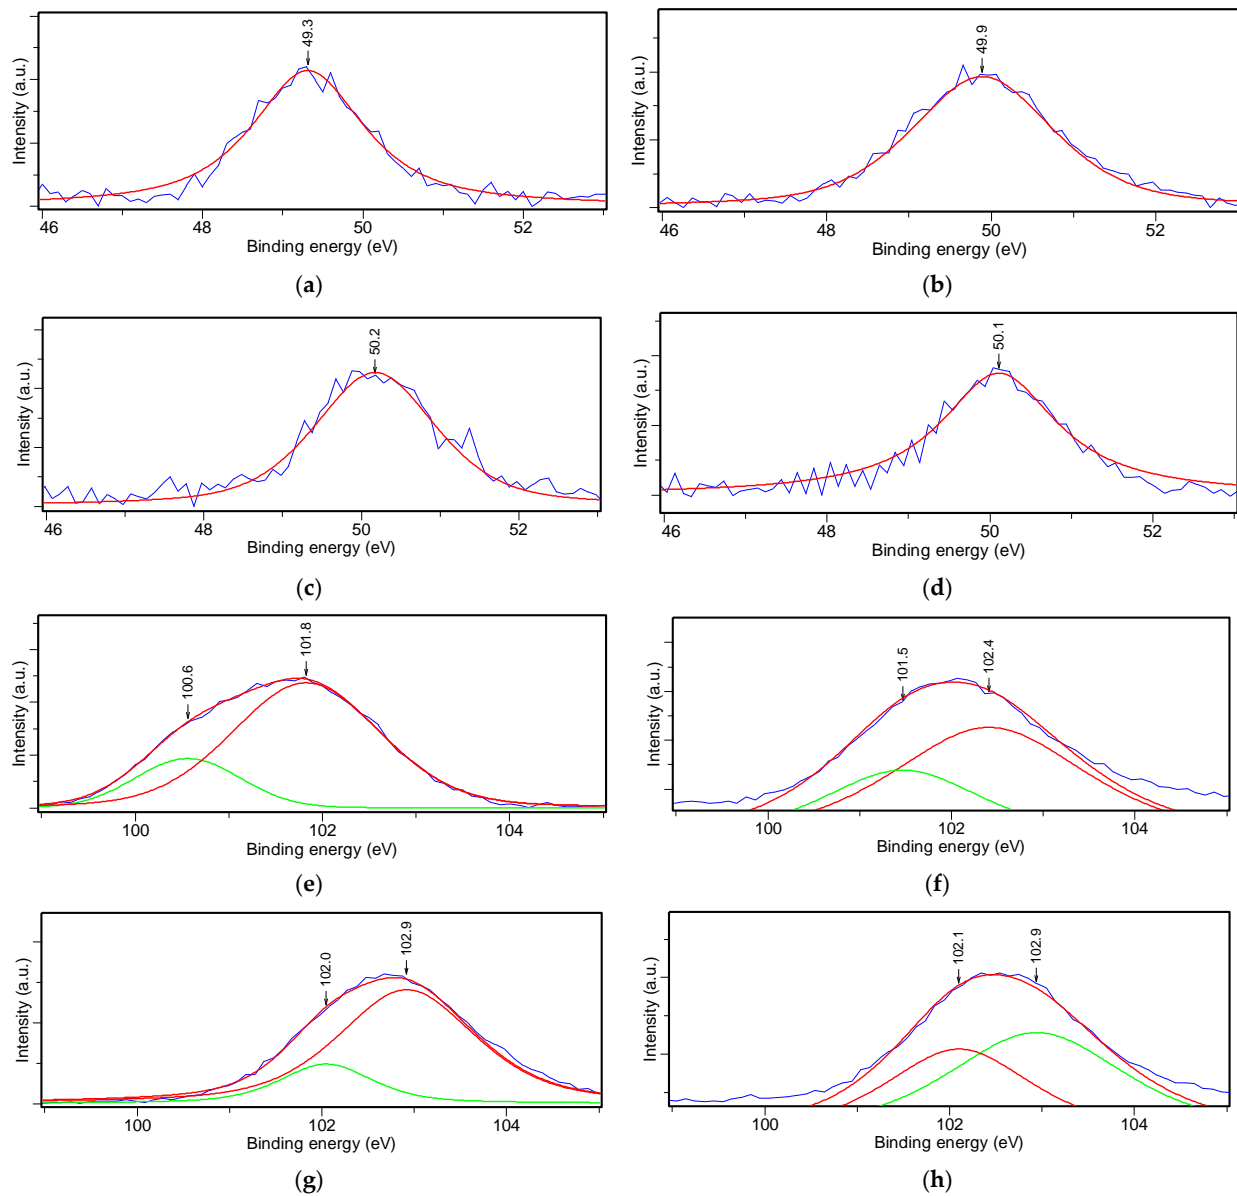 49.3
Intensity (a.u.)
46 48 50 52
Binding energy (eV)
(a)
49.9
Intensity (a.u.)
46 48 50 52
Binding energy (eV)
(b)
50.2
Intensity (a.u.)
46 48 50 52
Binding energy (eV)
(c)
50.1
Intensity (a.u.)
46 48 50 52
Binding energy (eV)
(d)
100.6
101.8
Intensity (a.u.)
100 102 104
Binding energy (eV)
(e)
101.5
102.4
Intensity (a.u.)
100 102 104
Binding energy (eV)
(f)
102.0
102.9
Intensity (a.u.)
100 102 104
Binding energy (eV)
(g)
102.1
102.9
Intensity (a.u.)
100 102 104
Binding energy (eV)
(h)